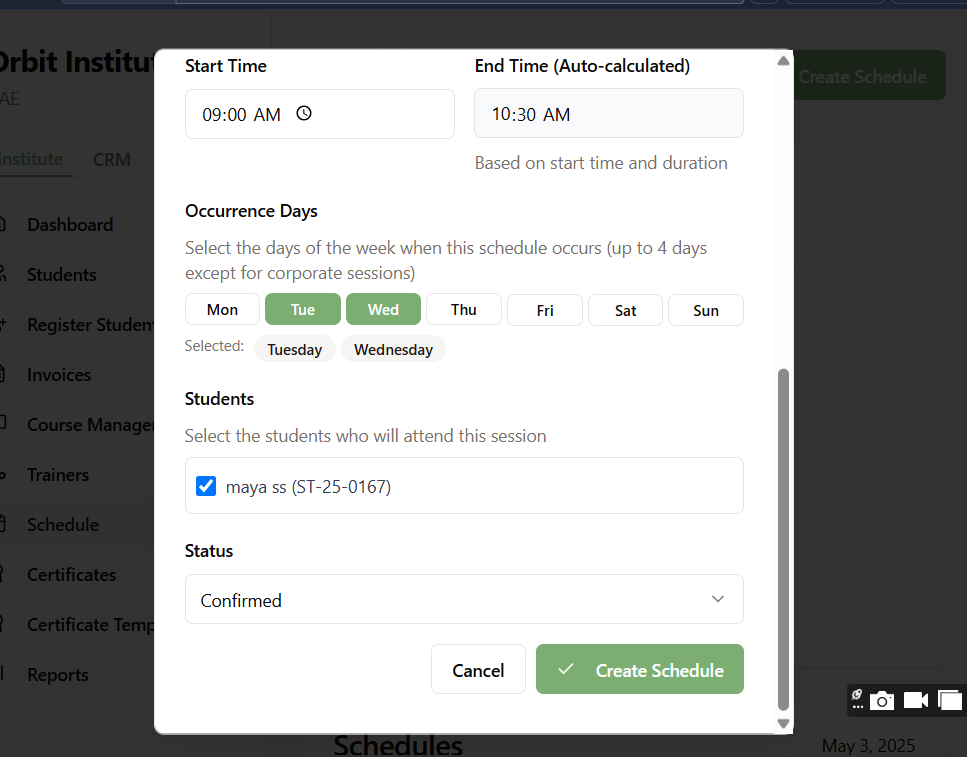 Orbit Institu
Create Schedule
AE
Institute CRM
Dashboard
Students
Register Studen
Invoices
Course Manage
Trainers
Schedule
Certificates
Certificate Temp
Reports
Start Time
End Time (Auto-calculated)
09:00 AM
10:30 AM
Based on start time and duration
Occurrence Days
Select the days of the week when this schedule occurs (up to 4 days
except for corporate sessions)
Mon Tue Wed Thu Fri Sat Sun
Selected: Tuesday Wednesday
Students
Select the students who will attend this session
maya ss (ST-25-0167)
Status
Confirmed
Cancel Create Schedule
Schedules
May 3, 2025